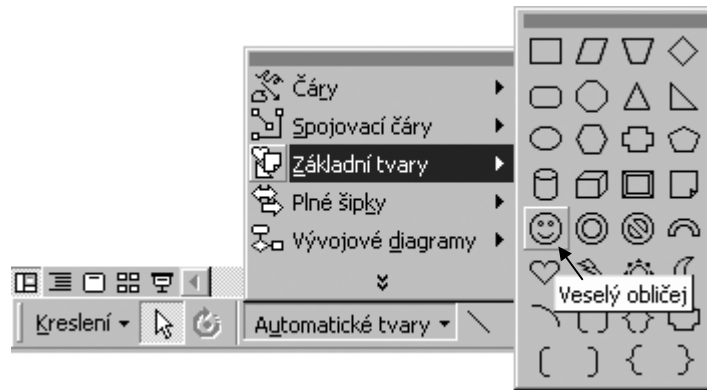 Čáry
Spojovací čáry
Základní tvary
Plné šipky
Vývojové diagramy
Kreslení
Automatické tvary
Veselý obličej